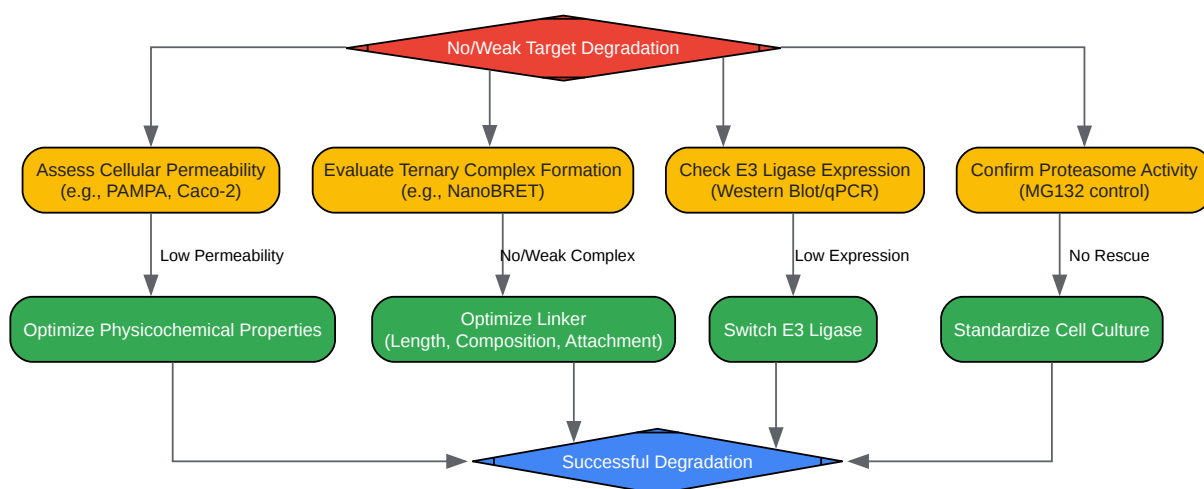 No/Weak Target Degradation
Assess Cellular Permeability
(e.g., PAMPA, Caco-2)
Evaluate Ternary Complex Formation
(e.g., NanoBRET)
Check E3 Ligase Expression
(Western Blot/qPCR)
Confirm Proteasome Activity
(MG132 control)
Low Permeability
No/Weak Complex
Low Expression
No Rescue
Optimize Physicochemical Properties
Optimize Linker
(Length, Composition, Attachment)
Switch E3 Ligase
Standardize Cell Culture
Successful Degradation